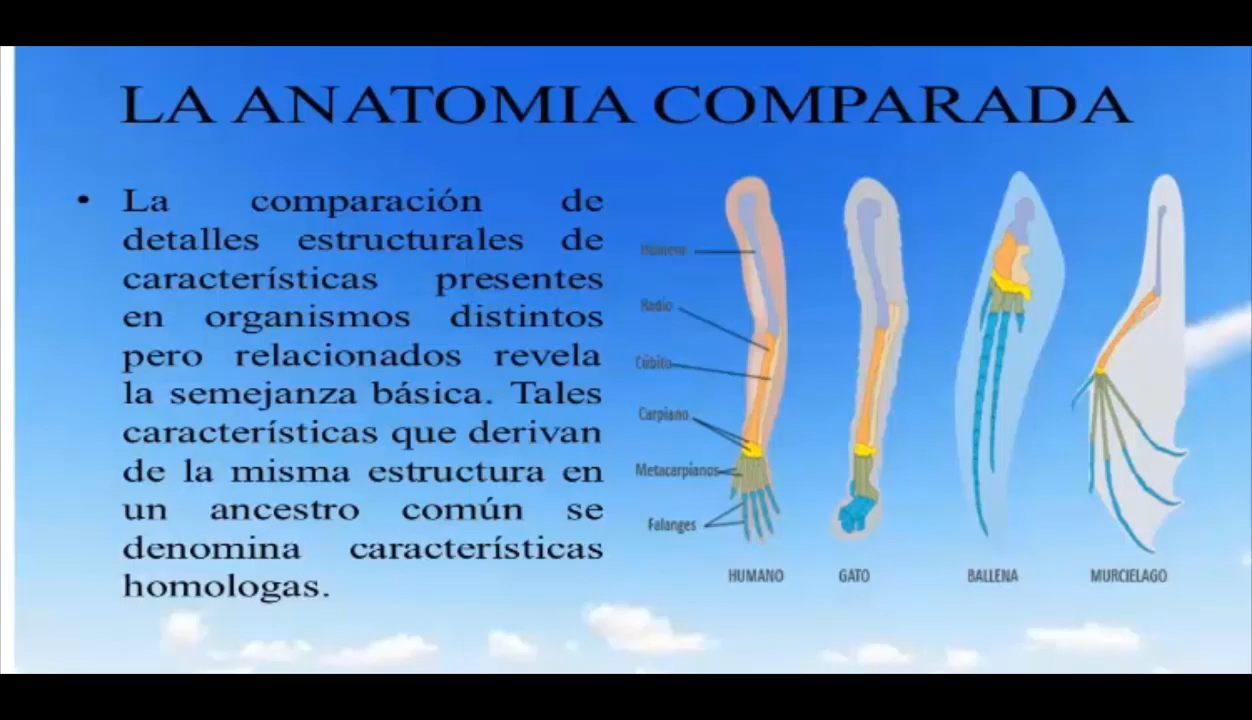 LA ANATOMIA COMPARADA
• La comparación de
detalles estructurales de
características presentes
en organismos distintos
pero relacionados revela
la semejanza básica. Tales
características que derivan
de la misma estructura en
un ancestro común se
denomina características
homologas.
Húmero
Radio
Cúbito
Carpiano
Metacarpianos
Falanges
HUMANO
GATO
BALLENA
MURCIELAGO